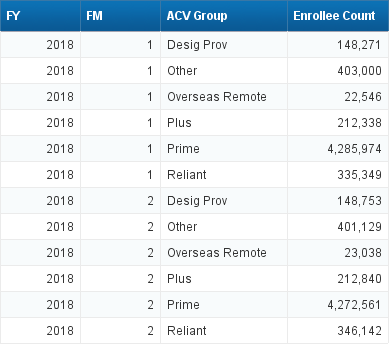 FY FM ACV Group Enrollee Count
2018 1 Desig Prov 148,271
2018 1 Other 403,000
2018 1 Overseas Remote 22,546
2018 1 Plus 212,338
2018 1 Prime 4,285,974
2018 1 Reliant 335,349
2018 2 Desig Prov 148,753
2018 2 Other 401,129
2018 2 Overseas Remote 23,038
2018 2 Plus 212,840
2018 2 Prime 4,272,561
2018 2 Reliant 346,142